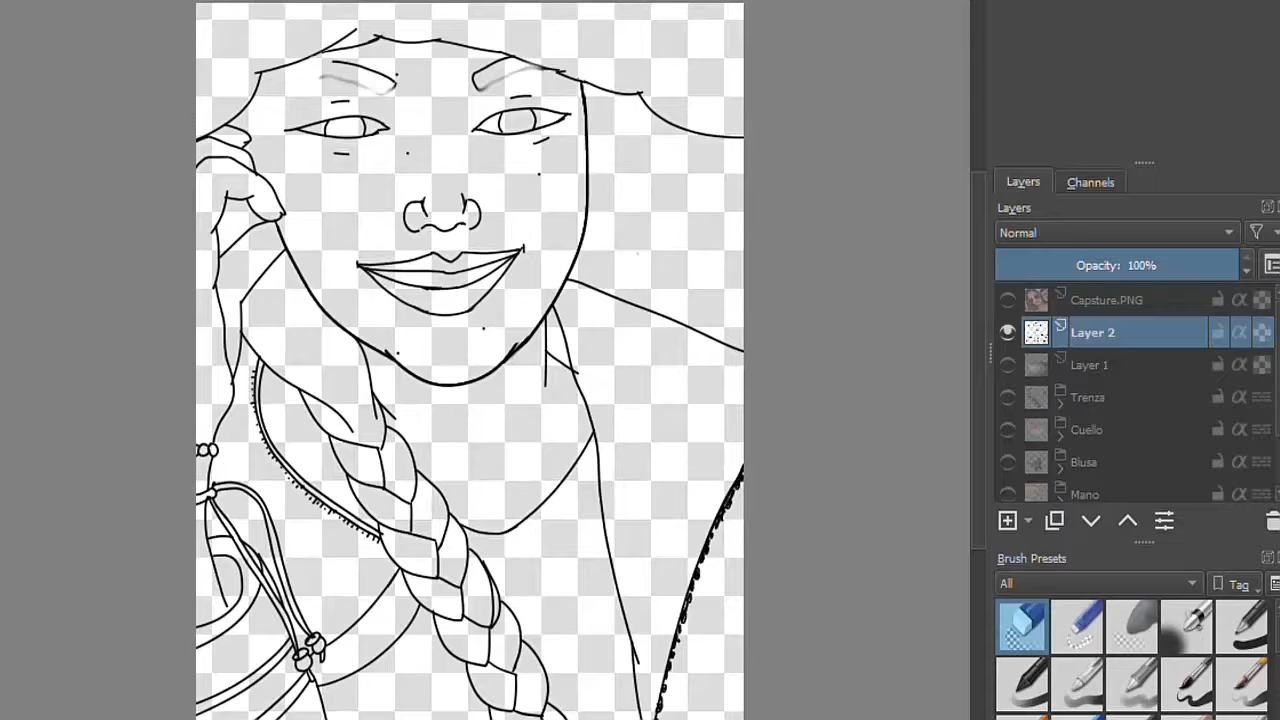 Layers Channels
Layers
Normal
Opacity: 100%
Capsture.PNG
Layer 2
Layer 1
Trenza
Cuello
Blusa
Mano
Brush Presets
All Tag